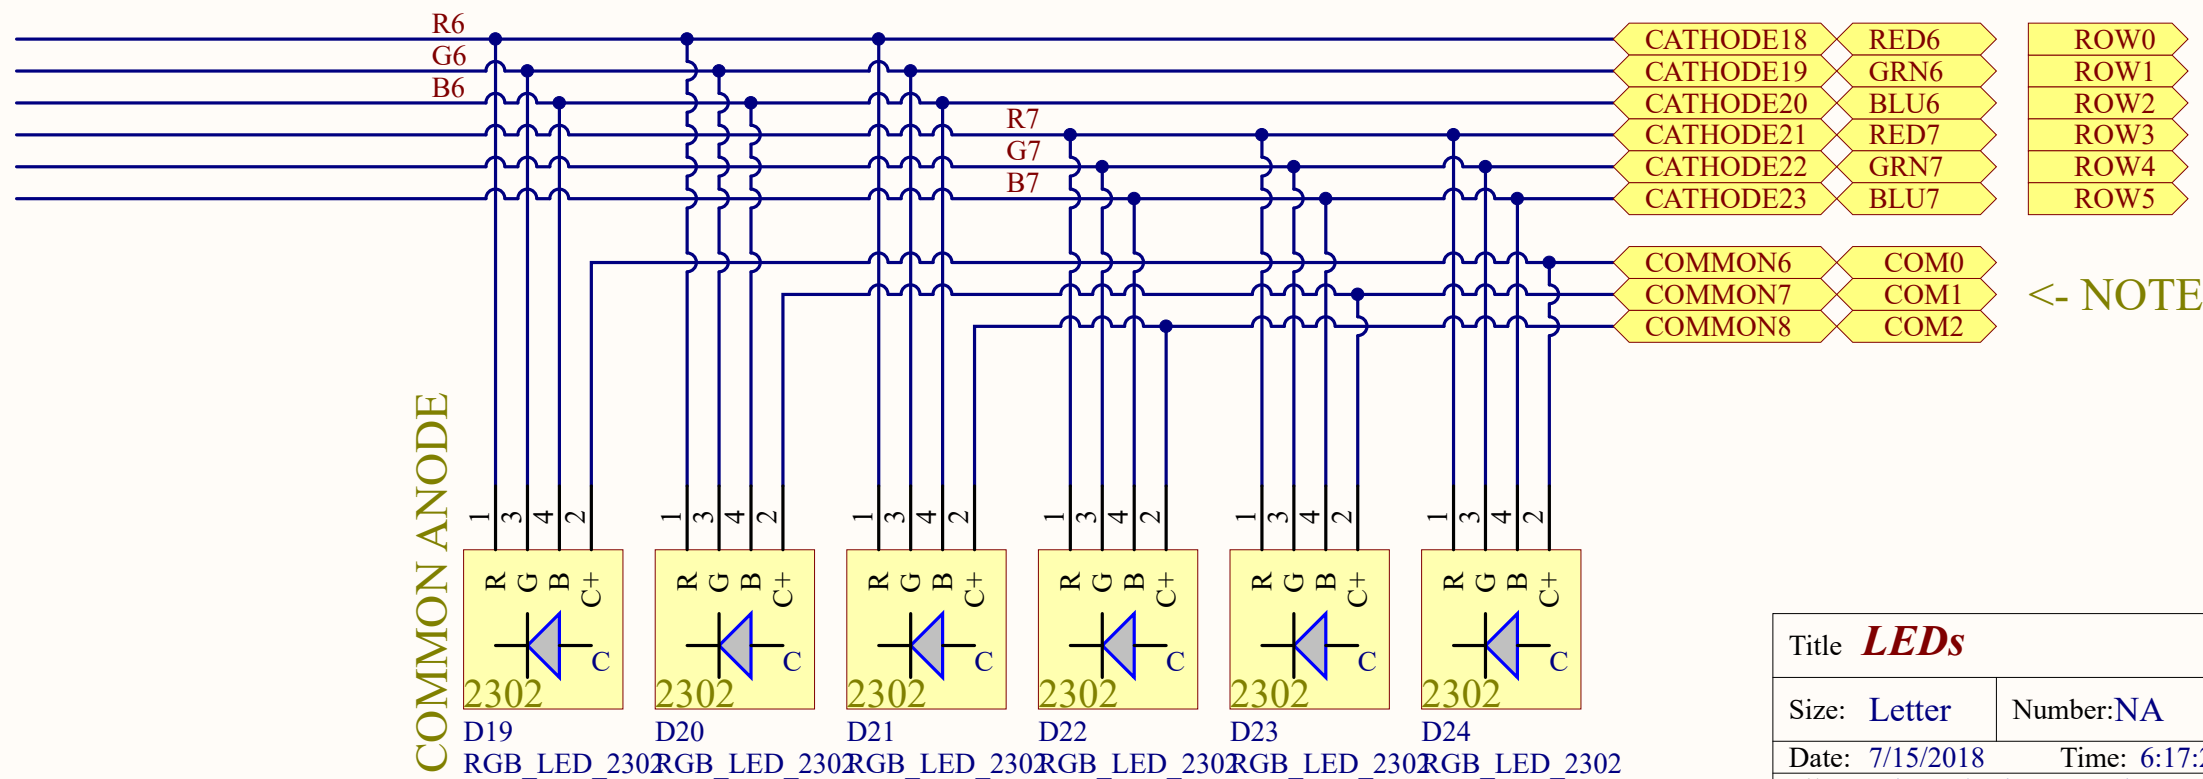 R6
CATHODE18 RED6 ROW0
G6
CATHODE19 GRN6 ROW1
B6
CATHODE20 BLU6 ROW2
R7
CATHODE21 RED7 ROW3
G7
CATHODE22 GRN7 ROW4
B7
CATHODE23 BLU7 ROW5
COMMON6 COM0
COMMON7 COM1 <- NOTE
COMMON8 COM2
COMMON ANODE
1 3 4 2 1 3 4 2 1 3 4 2 1 3 4 2 1 3 4 2 1 3 4 2
R G B C+ R G B C+ R G B C+ R G B C+ R G B C+ R G B C+
C C C C C C
2302 2302 2302 2302 2302 2302
D19 D20 D21 D22 D23 D24
RGB_LED_2302 RGB_LED_2302 RGB_LED_2302 RGB_LED_2302 RGB_LED_2302 RGB_LED_2302
Title LEDs
Size: Letter Number:NA
Date: 7/15/2018 Time: 6:17: